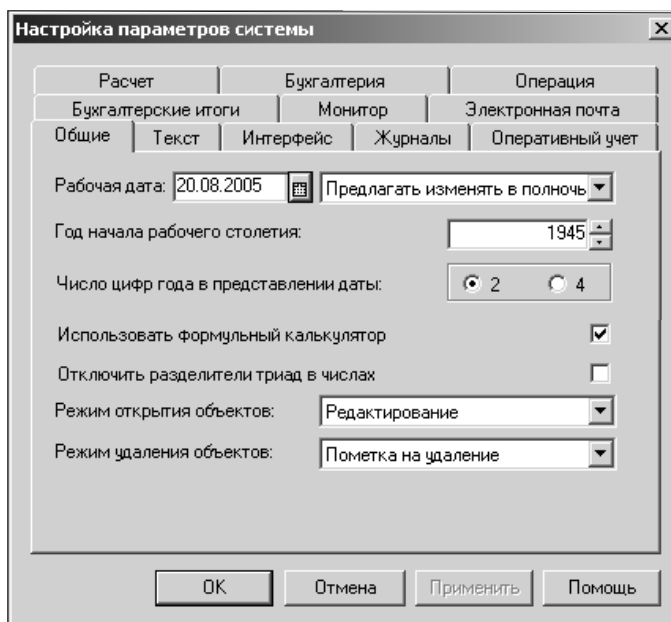 Настройка параметров системы
Расчет Бухгалтерия Операция
Бухгалтерские итоги Монитор Электронная почта
Общие Текст Интерфейс Журналы Оперативный учет
Рабочая дата: 20.08.2005 Предлагать изменять в полночь
Год начала рабочего столетия: 1945
Число цифр года в представлении даты: 2 4
Использовать формульный калькулятор
Отключить разделители триад в числах
Режим открытия объектов: Редактирование
Режим удаления объектов: Пометка на удаление
OK Отмена Применить Помощь